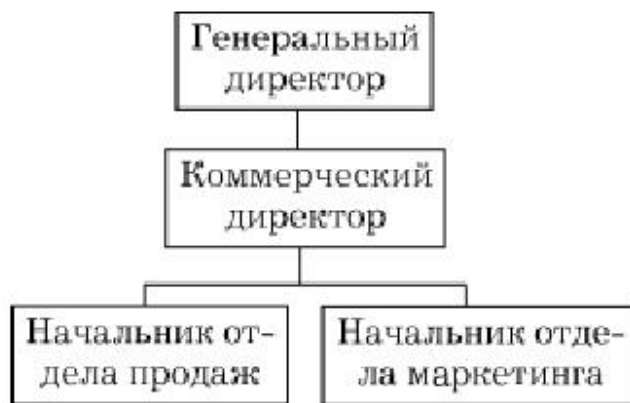 Генеральный
директор
Коммерческий
директор
Начальник от-
дела продаж
Начальник отде-
ла маркетинга